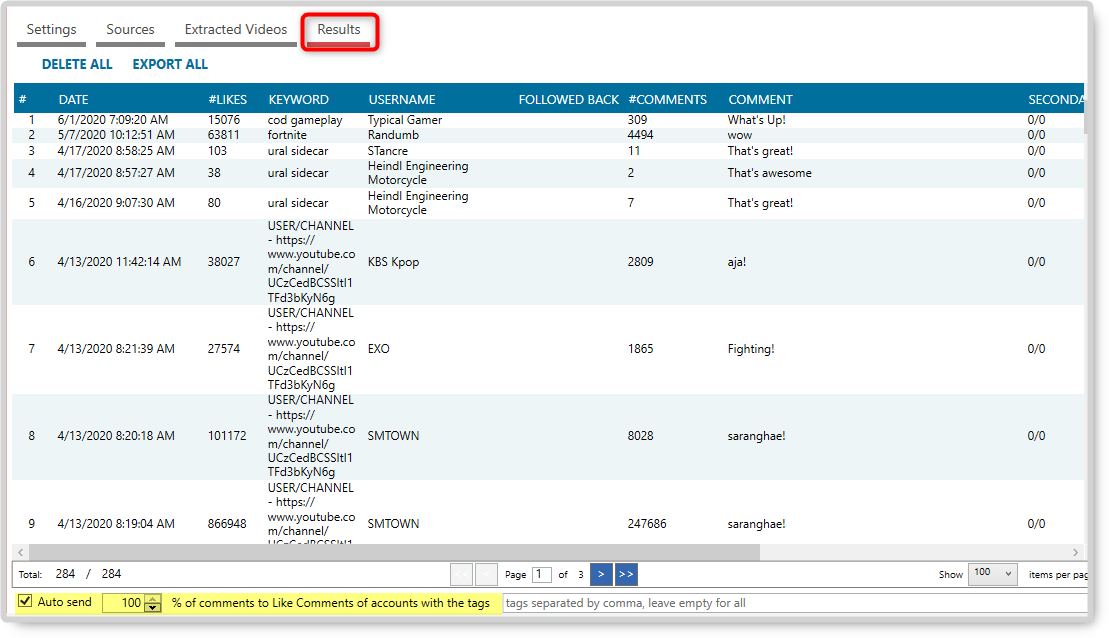 Settings Sources Extracted Videos Results
DELETE ALL EXPORT ALL
# DATE #LIKES KEYWORD USERNAME FOLLOWED BACK #COMMENTS COMMENT SECONDA
1 6/1/2020 7:09:20 AM 15076 cod gameplay Typical Gamer 309 What's Up! 0/0
2 5/7/2020 10:12:51 AM 63811 fortnite Randumb 4494 wow 0/0
3 4/17/2020 8:58:25 AM 103 ural sidecar STancre 11 That's great! 0/0
4 4/17/2020 8:57:27 AM 38 ural sidecar Heindl Engineering
Motorcycle 2 That's awesome 0/0
5 4/16/2020 9:07:30 AM 80 ural sidecar Heindl Engineering
Motorcycle 7 That's great! 0/0
USER/CHANNEL
- https://
www.youtube.co
6 4/13/2020 11:42:14 AM 38027 m/channel/ KBS Kpop 2809 aja! 0/0
UCzCedBCSSltI1
TFd3bKyN6g
USER/CHANNEL
- https://
www.youtube.co
7 4/13/2020 8:21:39 AM 27574 m/channel/ EXO 1865 Fighting! 0/0
UCzCedBCSSltI1
TFd3bKyN6g
USER/CHANNEL
- https://
www.youtube.co
8 4/13/2020 8:20:18 AM 101172 m/channel/ SMTOWN 8028 saranghae! 0/0
UCzCedBCSSltI1
TFd3bKyN6g
USER/CHANNEL
- https://
www.youtube.co
9 4/13/2020 8:19:04 AM 866948 m/channel/ SMTOWN 247686 saranghae! 0/0
Total: 284 / 284 Page 1 of 3 > >> Show 100 items per pag
Auto send 100 % of comments to Like Comments of accounts with the tags tags separated by comma, leave empty for all